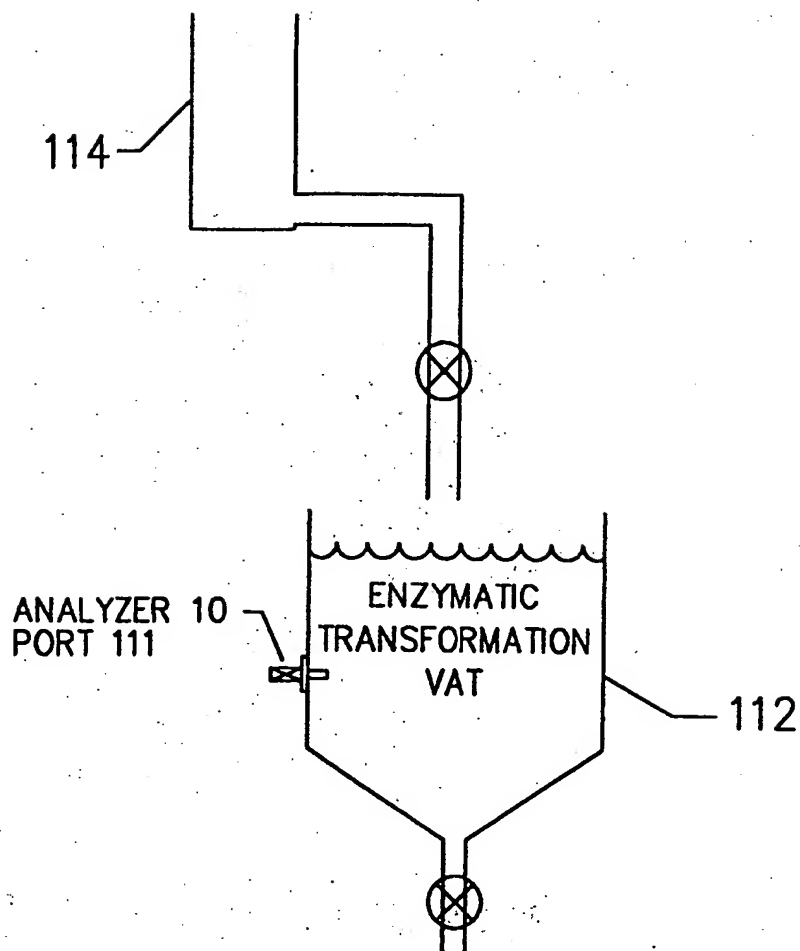 114
ENZYMATIC
TRANSFORMATION
VAT
ANALYZER 10
PORT 111
112